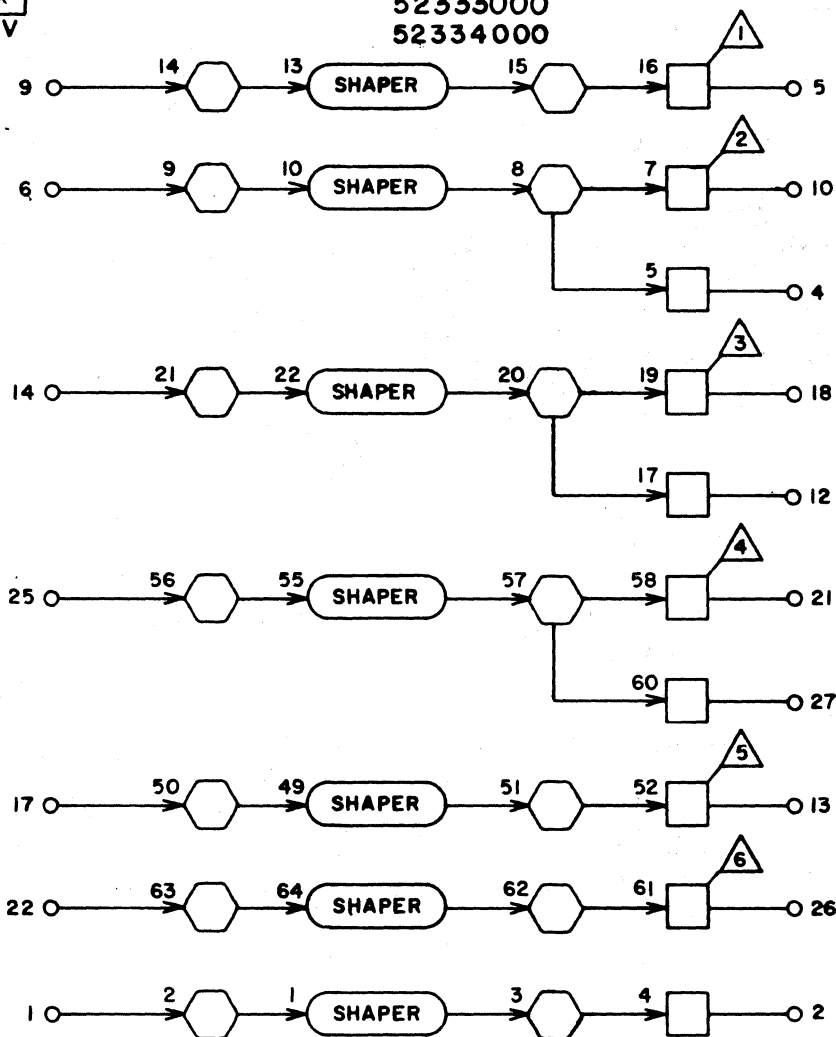 V
52333000
52334000
1
14 13 15 16
9 SHAPER 5
2
9 10 8 7
6 SHAPER 10
5
4
3
21 22 20 19
14 SHAPER 18
17
12
4
56 55 57 58
25 SHAPER 21
60
27
5
50 49 51 52
17 SHAPER 13
6
63 64 62 61
22 SHAPER 26
2 1 3 4
1 SHAPER 2